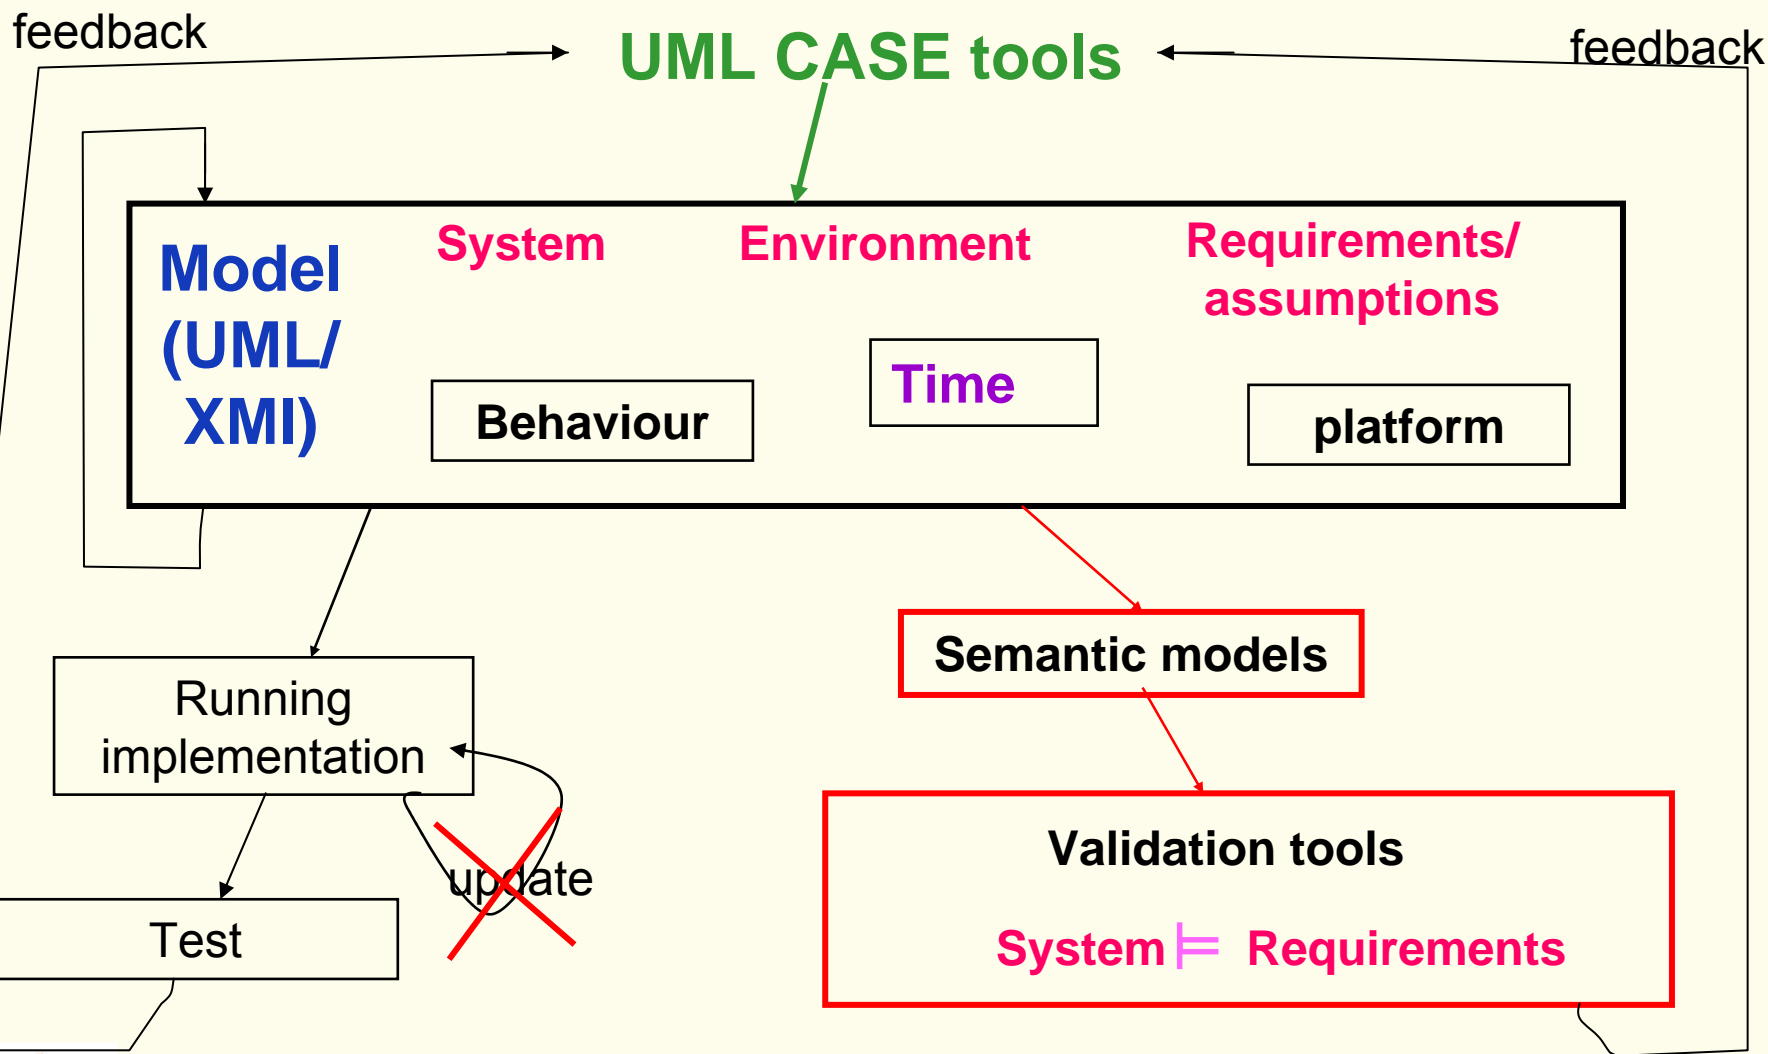 feedback
UML CASE tools
feedback
Model
(UML/
XMI)
System
Environment
Requirements/
assumptions
Behaviour
Time
platform
Running
implementation
update
Test
Semantic models
Validation tools
System ⊨ Requirements